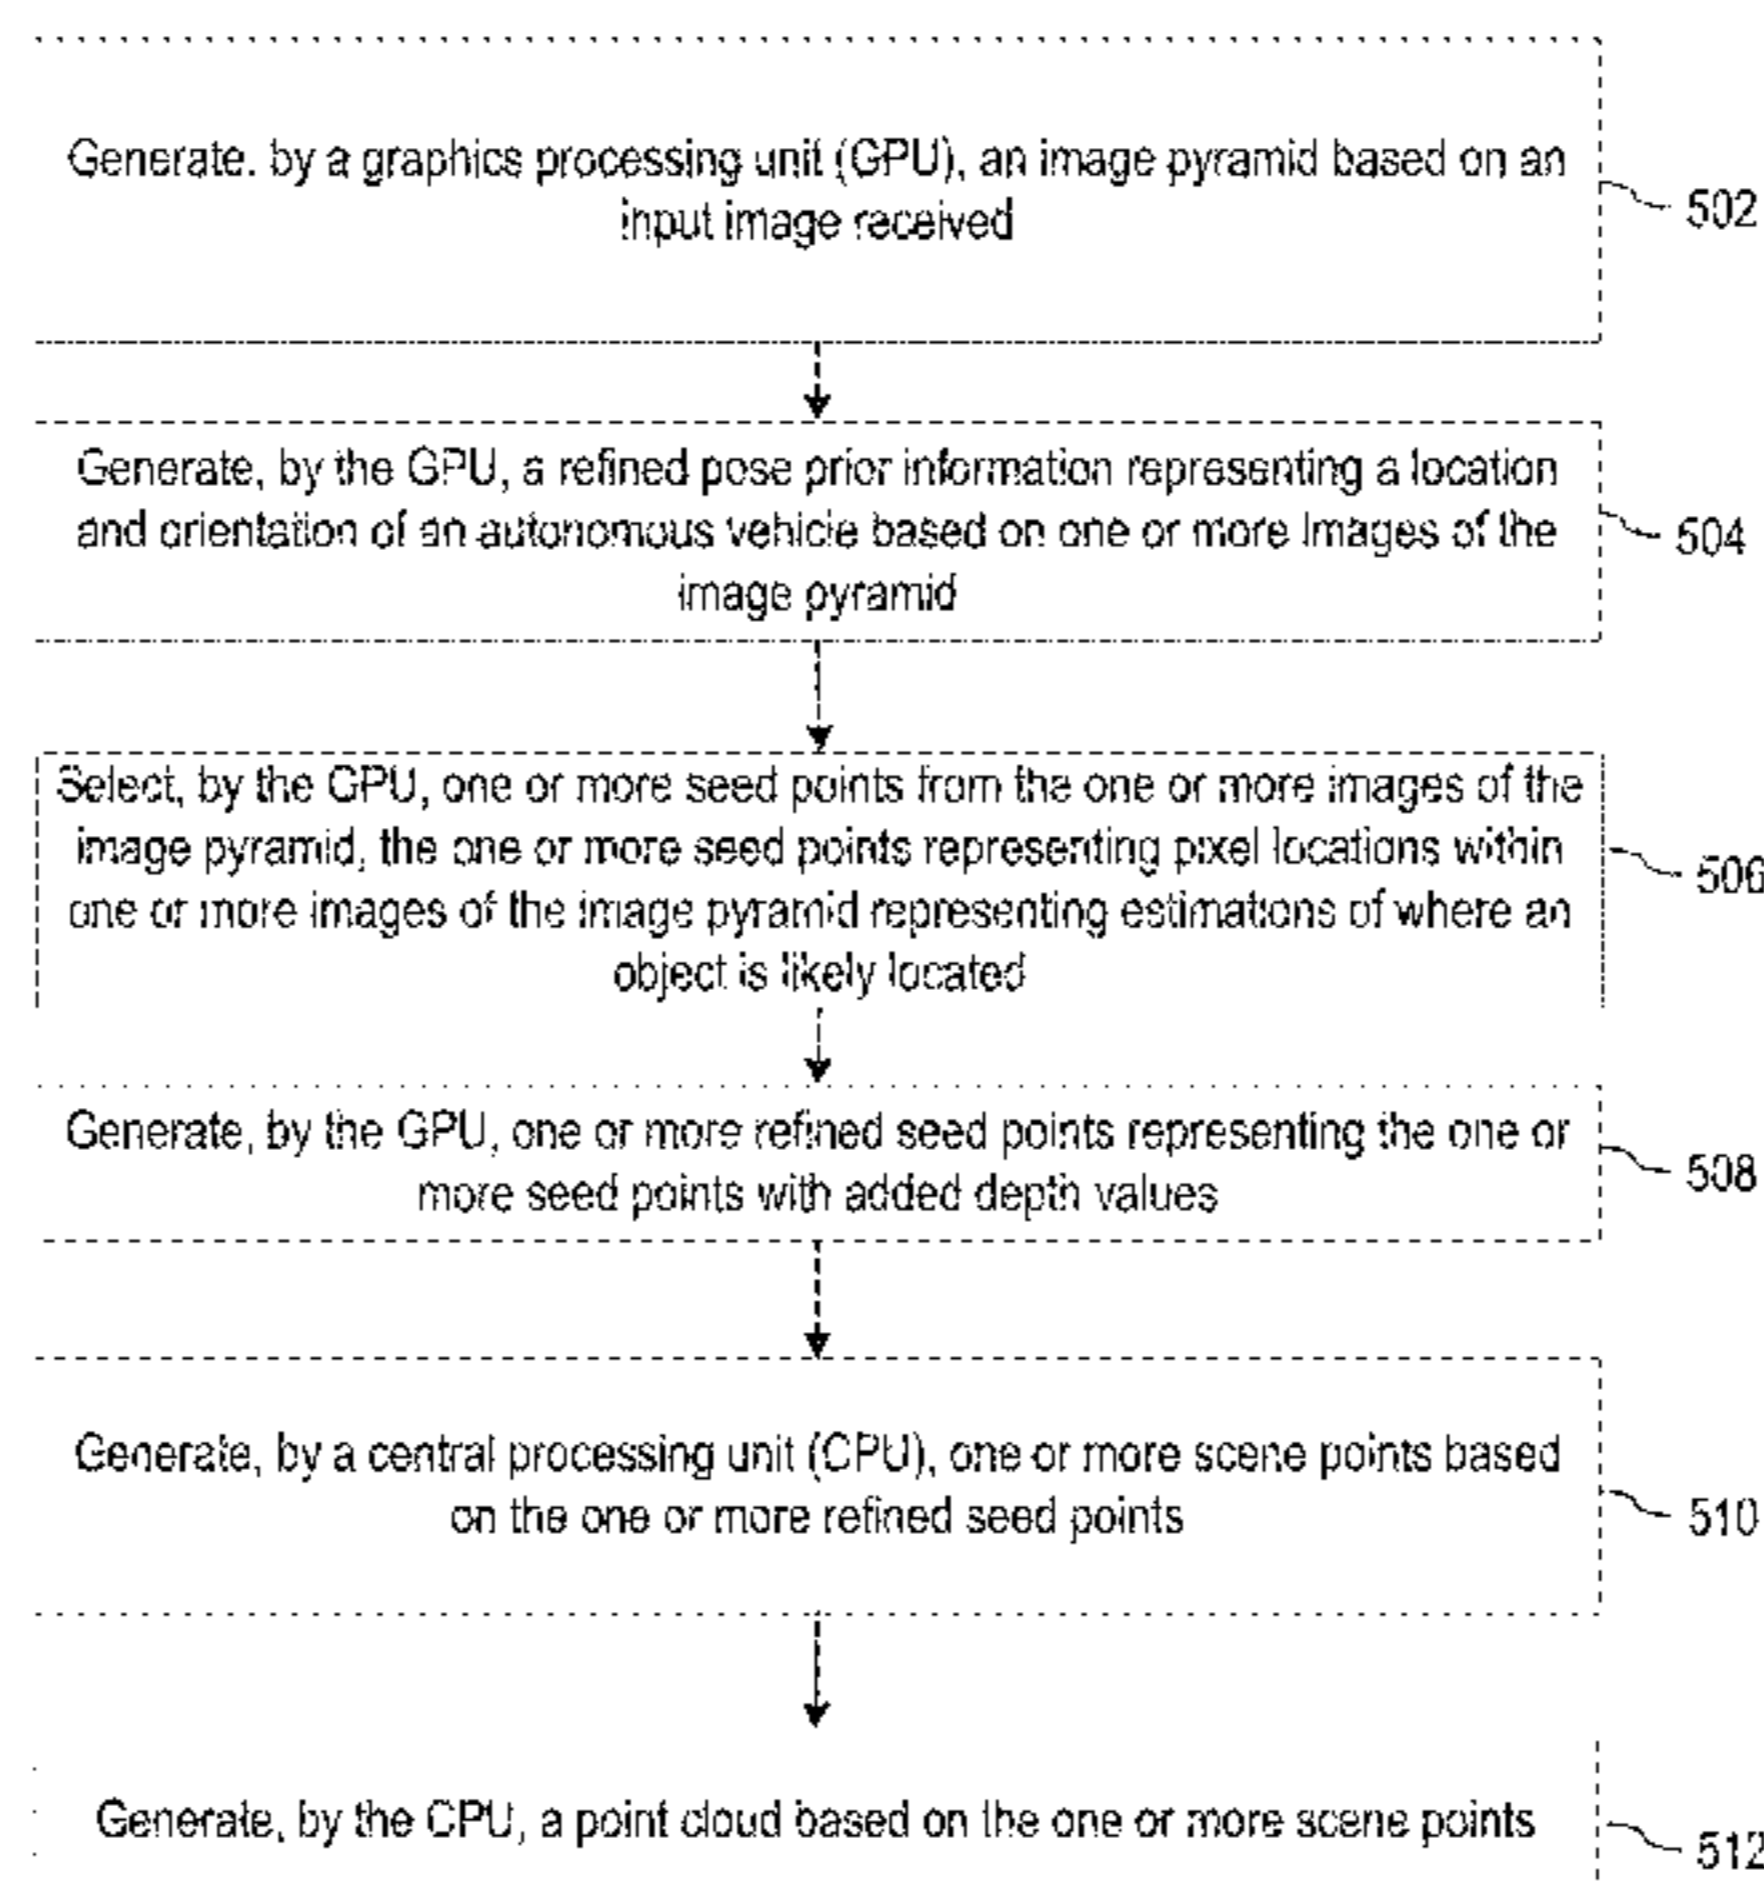 Generate. by a graphics processing unit (GPU), an image pyramid based on an
input image received
502
Generate, by the GPU, a refined pose prior information representing a location
and orientation of an autonomous vehicle based on one or more Images of the
image pyramid
504
Select, by the GPU, one or more seed points from the one or more images of the
image pyramid, the one or more seed points representing pixel locations within
one or more images of the image pyramid representing estimations of where an
object is likely located
506
Generate, by the GPU, one or more refined seed points representing the one or
more seed points with added depth values
508
Generate, by a central processing unit (CPU), one or more scene points based
on the one or more refined seed points
510
Generate, by the CPU, a point cloud based on the one or more scene points
512